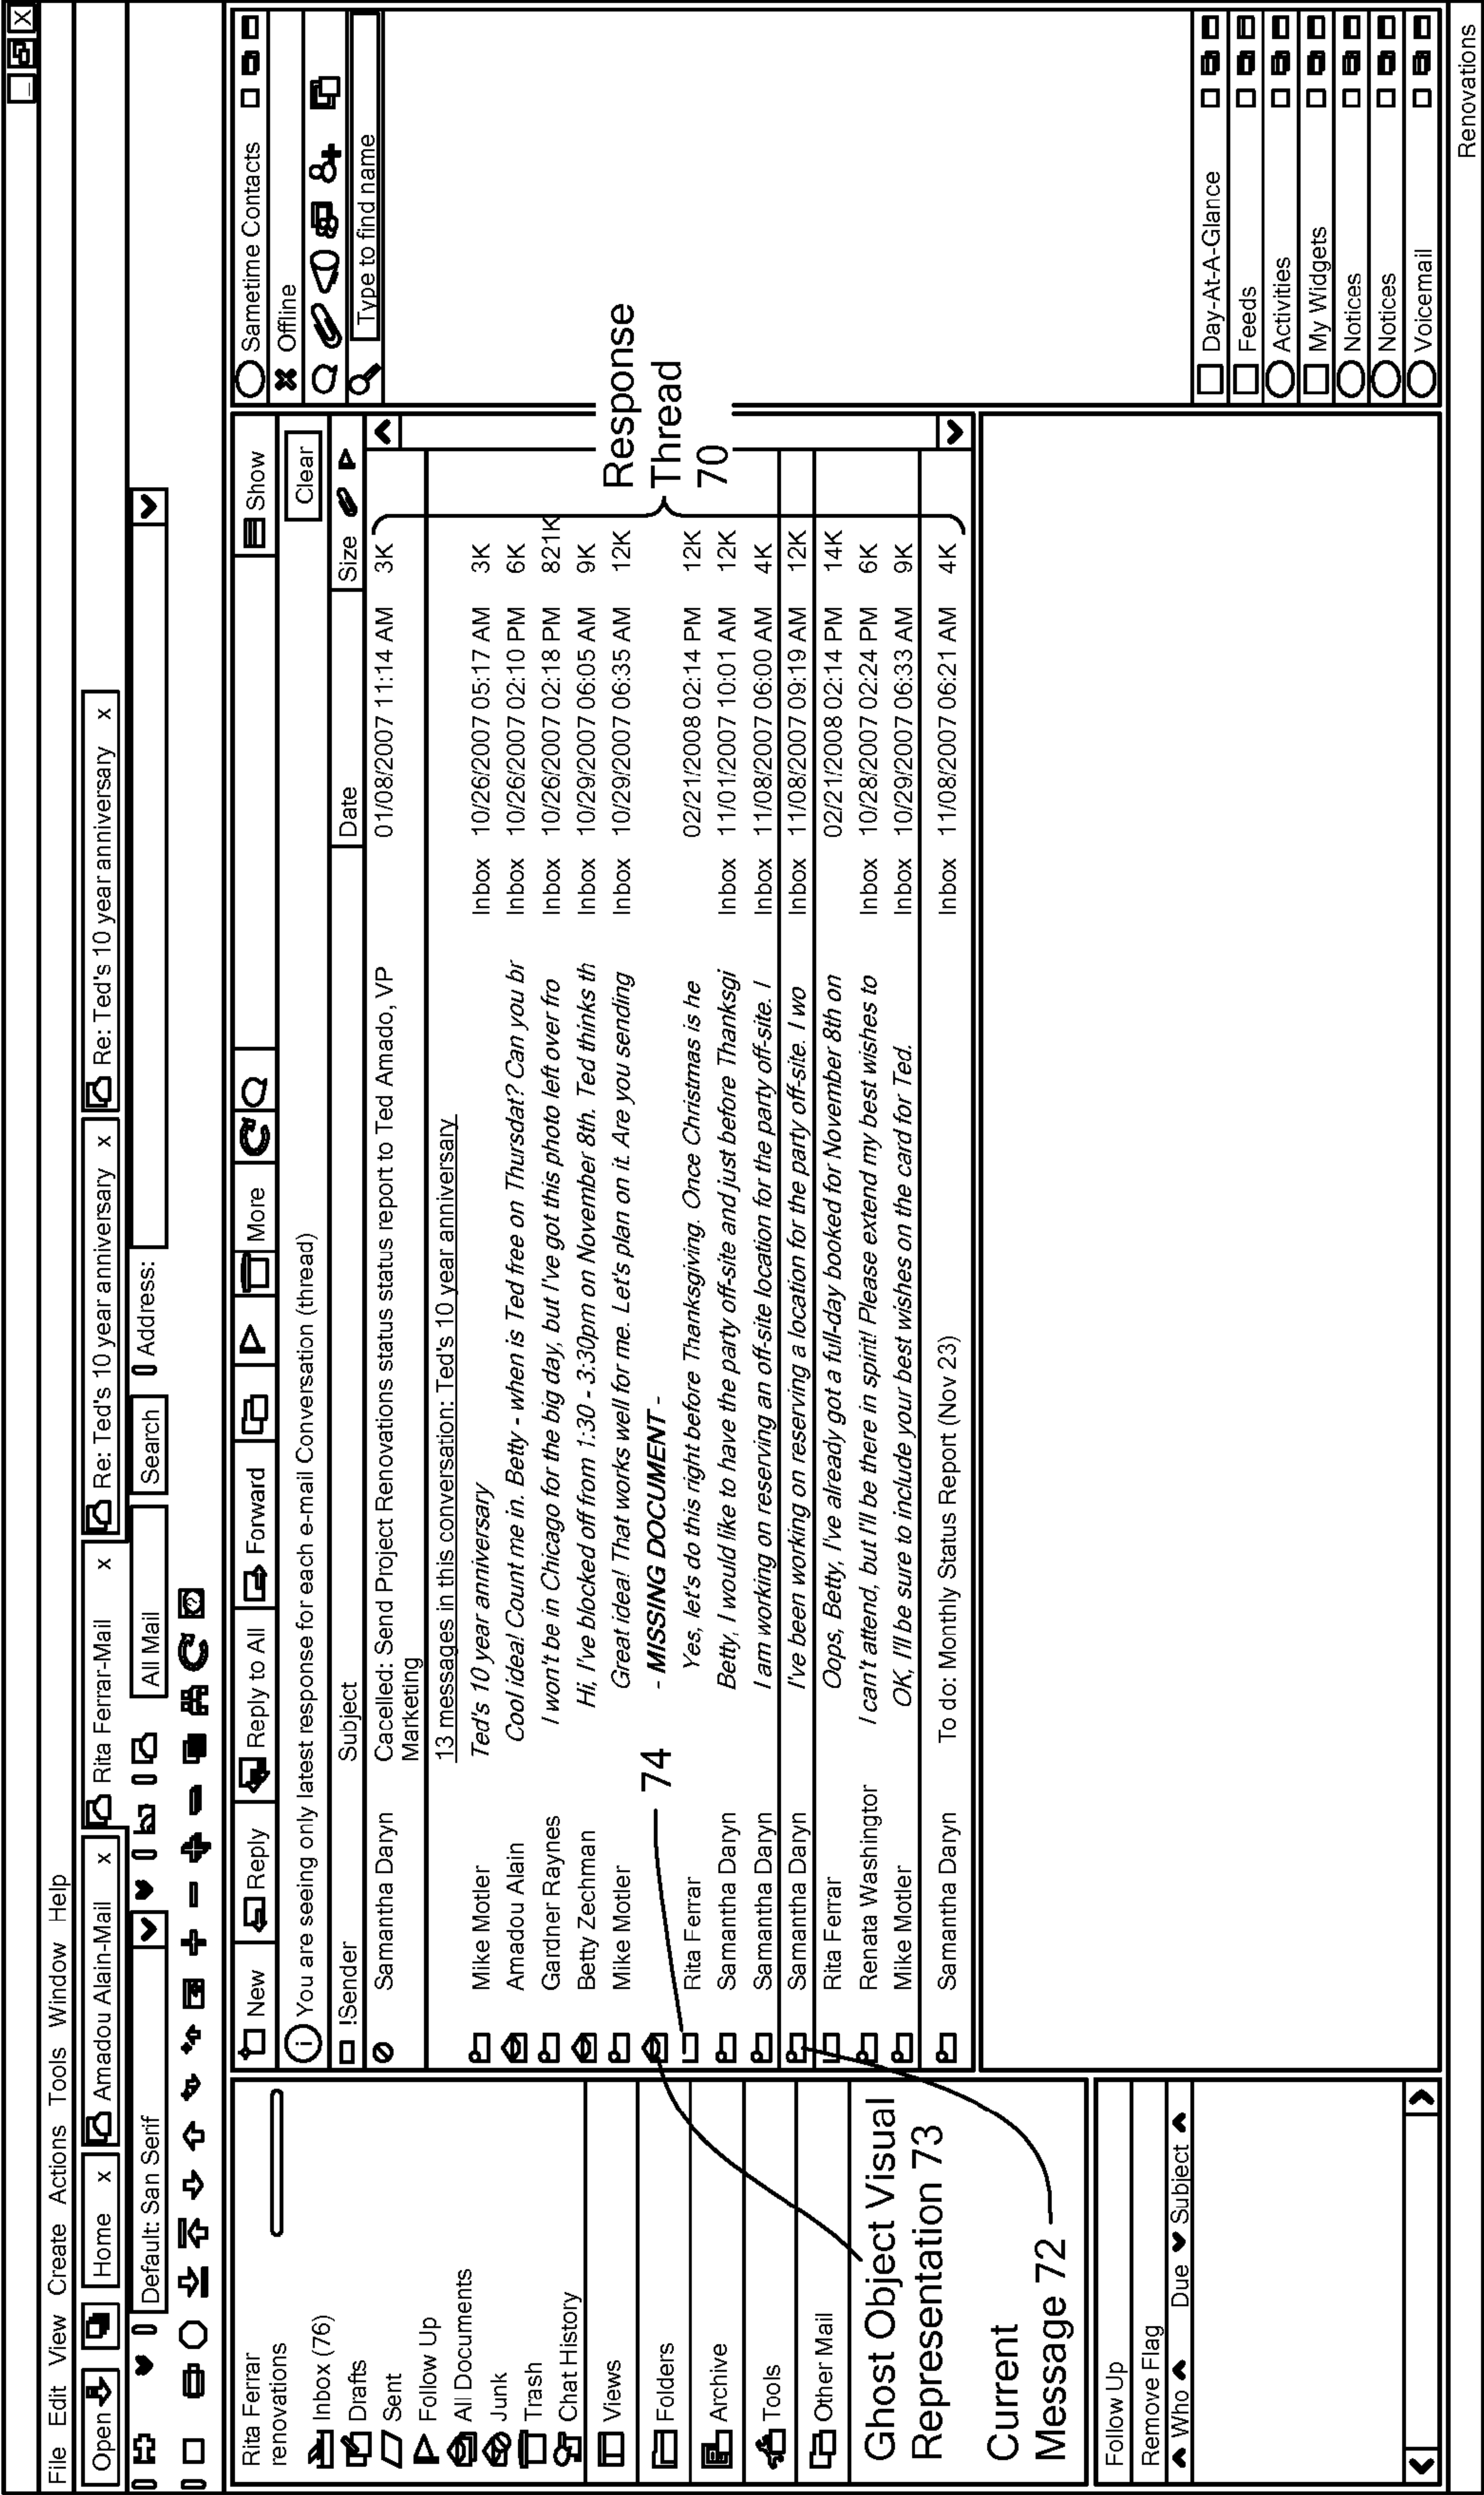 File Edit View Create Actions Tools Window Help
Open Home x Amadou Alain-Mail x Rita Ferrar-Mail x Re: Ted's 10 year anniversary x Re: Ted's 10 year anniversary x
Default: San Serif All Mail Search Address:
Rita Ferrar
renovations
Inbox (76)
Drafts
Sent
Follow Up
All Documents
Junk
Trash
Chat History
Views
Folders
Archive
Tools
Other Mail
Ghost Object Visual
Representation 73
Current
Message 72
Follow Up
Remove Flag
Who Due Subject
New Reply Reply to All Forward More Show
i You are seeing only latest response for each e-mail Conversation (thread) Clear
!Sender Subject Date Size
Samantha Daryn Cacelled: Send Project Renovations status status report to Ted Amado, VP 01/08/2007 11:14 AM 3K
Marketing
13 messages in this conversation: Ted's 10 year anniversary
Mike Motler Ted's 10 year anniversary Inbox 10/26/2007 05:17 AM 3K
Amadou Alain Cool idea! Count me in. Betty - when is Ted free on Thursdat? Can you br Inbox 10/26/2007 02:10 PM 6K
Gardner Raynes I won't be in Chicago for the big day, but I've got this photo left over fro Inbox 10/26/2007 02:18 PM 821K
Betty Zechman Hi, I've blocked off from 1:30 - 3:30pm on November 8th. Ted thinks th Inbox 10/29/2007 06:05 AM 9K
Mike Motler Great idea! That works well for me. Let's plan on it. Are you sending Inbox 10/29/2007 06:35 AM 12K
74 - MISSING DOCUMENT -
Rita Ferrar Yes, let's do this right before Thanksgiving. Once Christmas is he 02/21/2008 02:14 PM 12K
Samantha Daryn Betty, I would like to have the party off-site and just before Thanksgi Inbox 11/01/2007 10:01 AM 12K
Samantha Daryn I am working on reserving an off-site location for the party off-site. I Inbox 11/08/2007 06:00 AM 4K
Samantha Daryn I've been working on reserving a location for the party off-site. I wo Inbox 11/08/2007 09:19 AM 12K
Rita Ferrar Oops, Betty, I've already got a full-day booked for November 8th on 02/21/2008 02:14 PM 14K
Renata Washingtor I can't attend, but I'll be there in spirit! Please extend my best wishes to Inbox 10/28/2007 02:24 PM 6K
Mike Motler OK, I'll be sure to include your best wishes on the card for Ted. Inbox 10/29/2007 06:33 AM 9K
Samantha Daryn To do: Monthly Status Report (Nov 23) Inbox 11/08/2007 06:21 AM 4K
Response
Thread
70
Sametime Contacts
Offline
Type to find name
Day-At-A-Glance
Feeds
Activities
My Widgets
Notices
Notices
Voicemail
Renovations